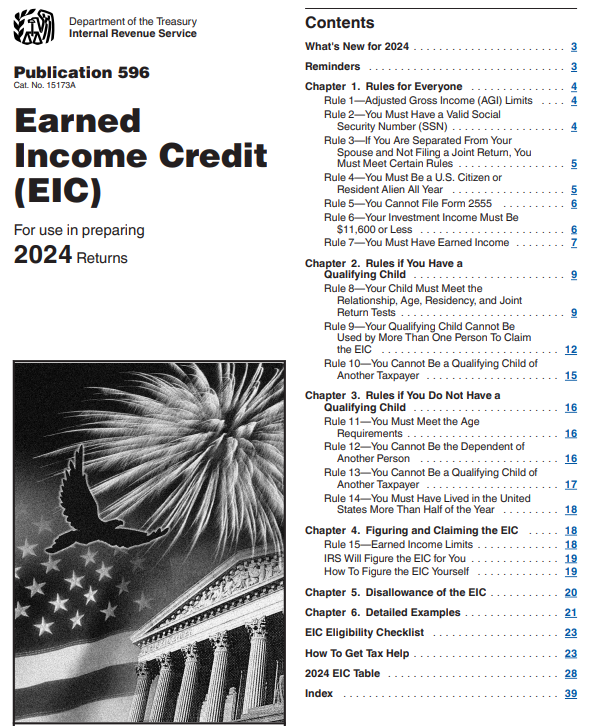 Department of the Treasury
Internal Revenue Service
Publication 596
Cat. No. 15173A
Earned
Income Credit
(EIC)
For use in preparing
2024 Returns
Contents
What's New for 2024 . . . . . . . . . . . . . . . . . . . . . . 3
Reminders . . . . . . . . . . . . . . . . . . . . . . . . . . . . 3
Chapter 1. Rules for Everyone . . . . . . . . . . . . . . . 4
Rule 1—Adjusted Gross Income (AGI) Limits . . . . 4
Rule 2—You Must Have a Valid Social
Security Number (SSN) . . . . . . . . . . . . . . . . . 4
Rule 3—If You Are Separated From Your
Spouse and Not Filing a Joint Return, You
Must Meet Certain Rules . . . . . . . . . . . . . . . . 5
Rule 4—You Must Be a U.S. Citizen or
Resident Alien All Year . . . . . . . . . . . . . . . . . 5
Rule 5—You Cannot File Form 2555 . . . . . . . . . . 6
Rule 6—Your Investment Income Must Be
$11,600 or Less . . . . . . . . . . . . . . . . . . . . . . 6
Rule 7—You Must Have Earned Income . . . . . . . . 7
Chapter 2. Rules if You Have a
Qualifying Child . . . . . . . . . . . . . . . . . . . . . . . . 9
Rule 8—Your Child Must Meet the
Relationship, Age, Residency, and Joint
Return Tests . . . . . . . . . . . . . . . . . . . . . . . . 9
Rule 9—Your Qualifying Child Cannot Be
Used by More Than One Person To Claim
the EIC . . . . . . . . . . . . . . . . . . . . . . . . . . . 12
Rule 10—You Cannot Be a Qualifying Child of
Another Taxpayer . . . . . . . . . . . . . . . . . . . . 15
Chapter 3. Rules if You Do Not Have a
Qualifying Child . . . . . . . . . . . . . . . . . . . . . . . 16
Rule 11—You Must Meet the Age
Requirements . . . . . . . . . . . . . . . . . . . . . . . 16
Rule 12—You Cannot Be the Dependent of
Another Person . . . . . . . . . . . . . . . . . . . . . . 16
Rule 13—You Cannot Be a Qualifying Child of
Another Taxpayer . . . . . . . . . . . . . . . . . . . . 17
Rule 14—You Must Have Lived in the United
States More Than Half of the Year . . . . . . . . . . 18
Chapter 4. Figuring and Claiming the EIC . . . . . 18
Rule 15—Earned Income Limits . . . . . . . . . . . . . 18
IRS Will Figure the EIC for You . . . . . . . . . . . . . . 19
How To Figure the EIC Yourself . . . . . . . . . . . . . 19
Chapter 5. Disallowance of the EIC . . . . . . . . . . . 20
Chapter 6. Detailed Examples . . . . . . . . . . . . . . . 21
EIC Eligibility Checklist . . . . . . . . . . . . . . . . . . . . 23
How To Get Tax Help . . . . . . . . . . . . . . . . . . . . . . 23
2024 EIC Table . . . . . . . . . . . . . . . . . . . . . . . . . . 28
Index . . . . . . . . . . . . . . . . . . . . . . . . . . . . . . . . 39